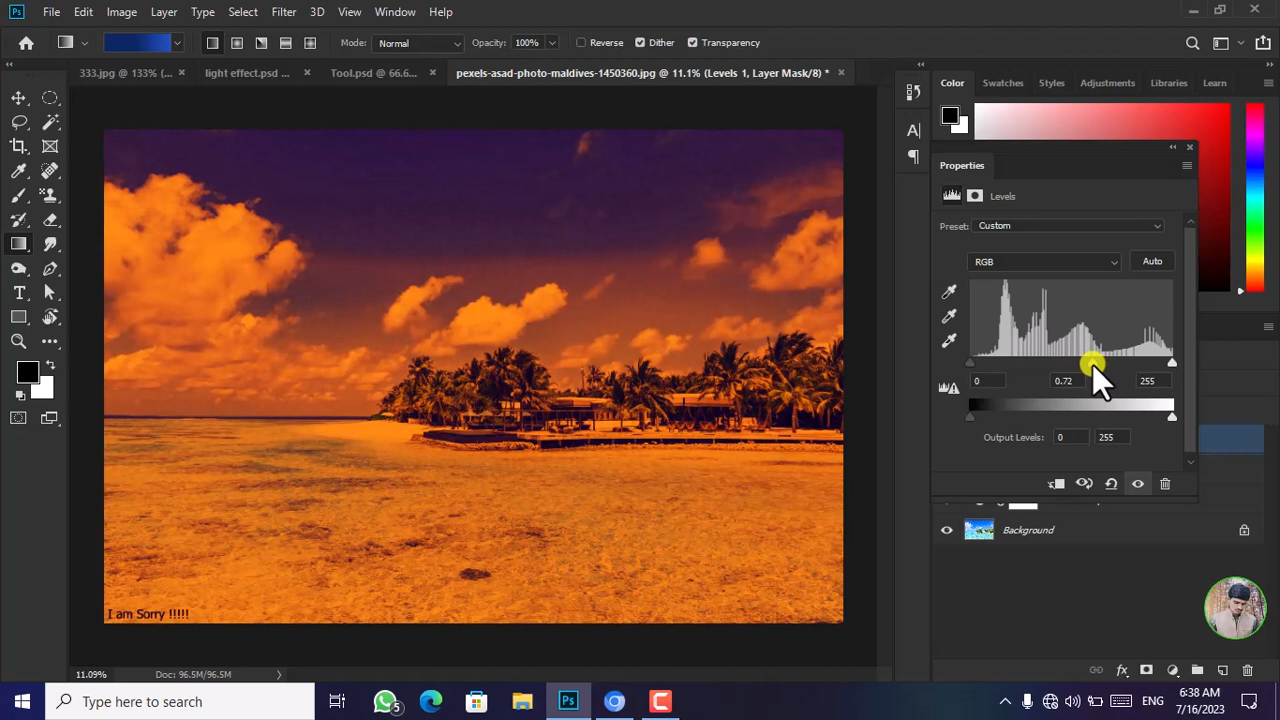 Ps File Edit Image Layer Type Select Filter 3D View Window Help
Mode: Normal Opacity: 100% Reverse Dither Transparency
333.jpg @ 133% (... × light effect.psd ... × Tool.psd @ 66.6... × pexels-asad-photo-maldives-1450360.jpg @ 11.1% (Levels 1, Layer Mask/8) * ×
Color Swatches Styles Adjustments Libraries Learn
Properties
Levels
Preset: Custom
RGB Auto
0 0.72 255
Output Levels: 0 255
Background
I am Sorry !!!!!
11.09% Doc: 96.5M/96.5M
Type here to search
5
Ps
ENG
6:38 AM
7/16/2023